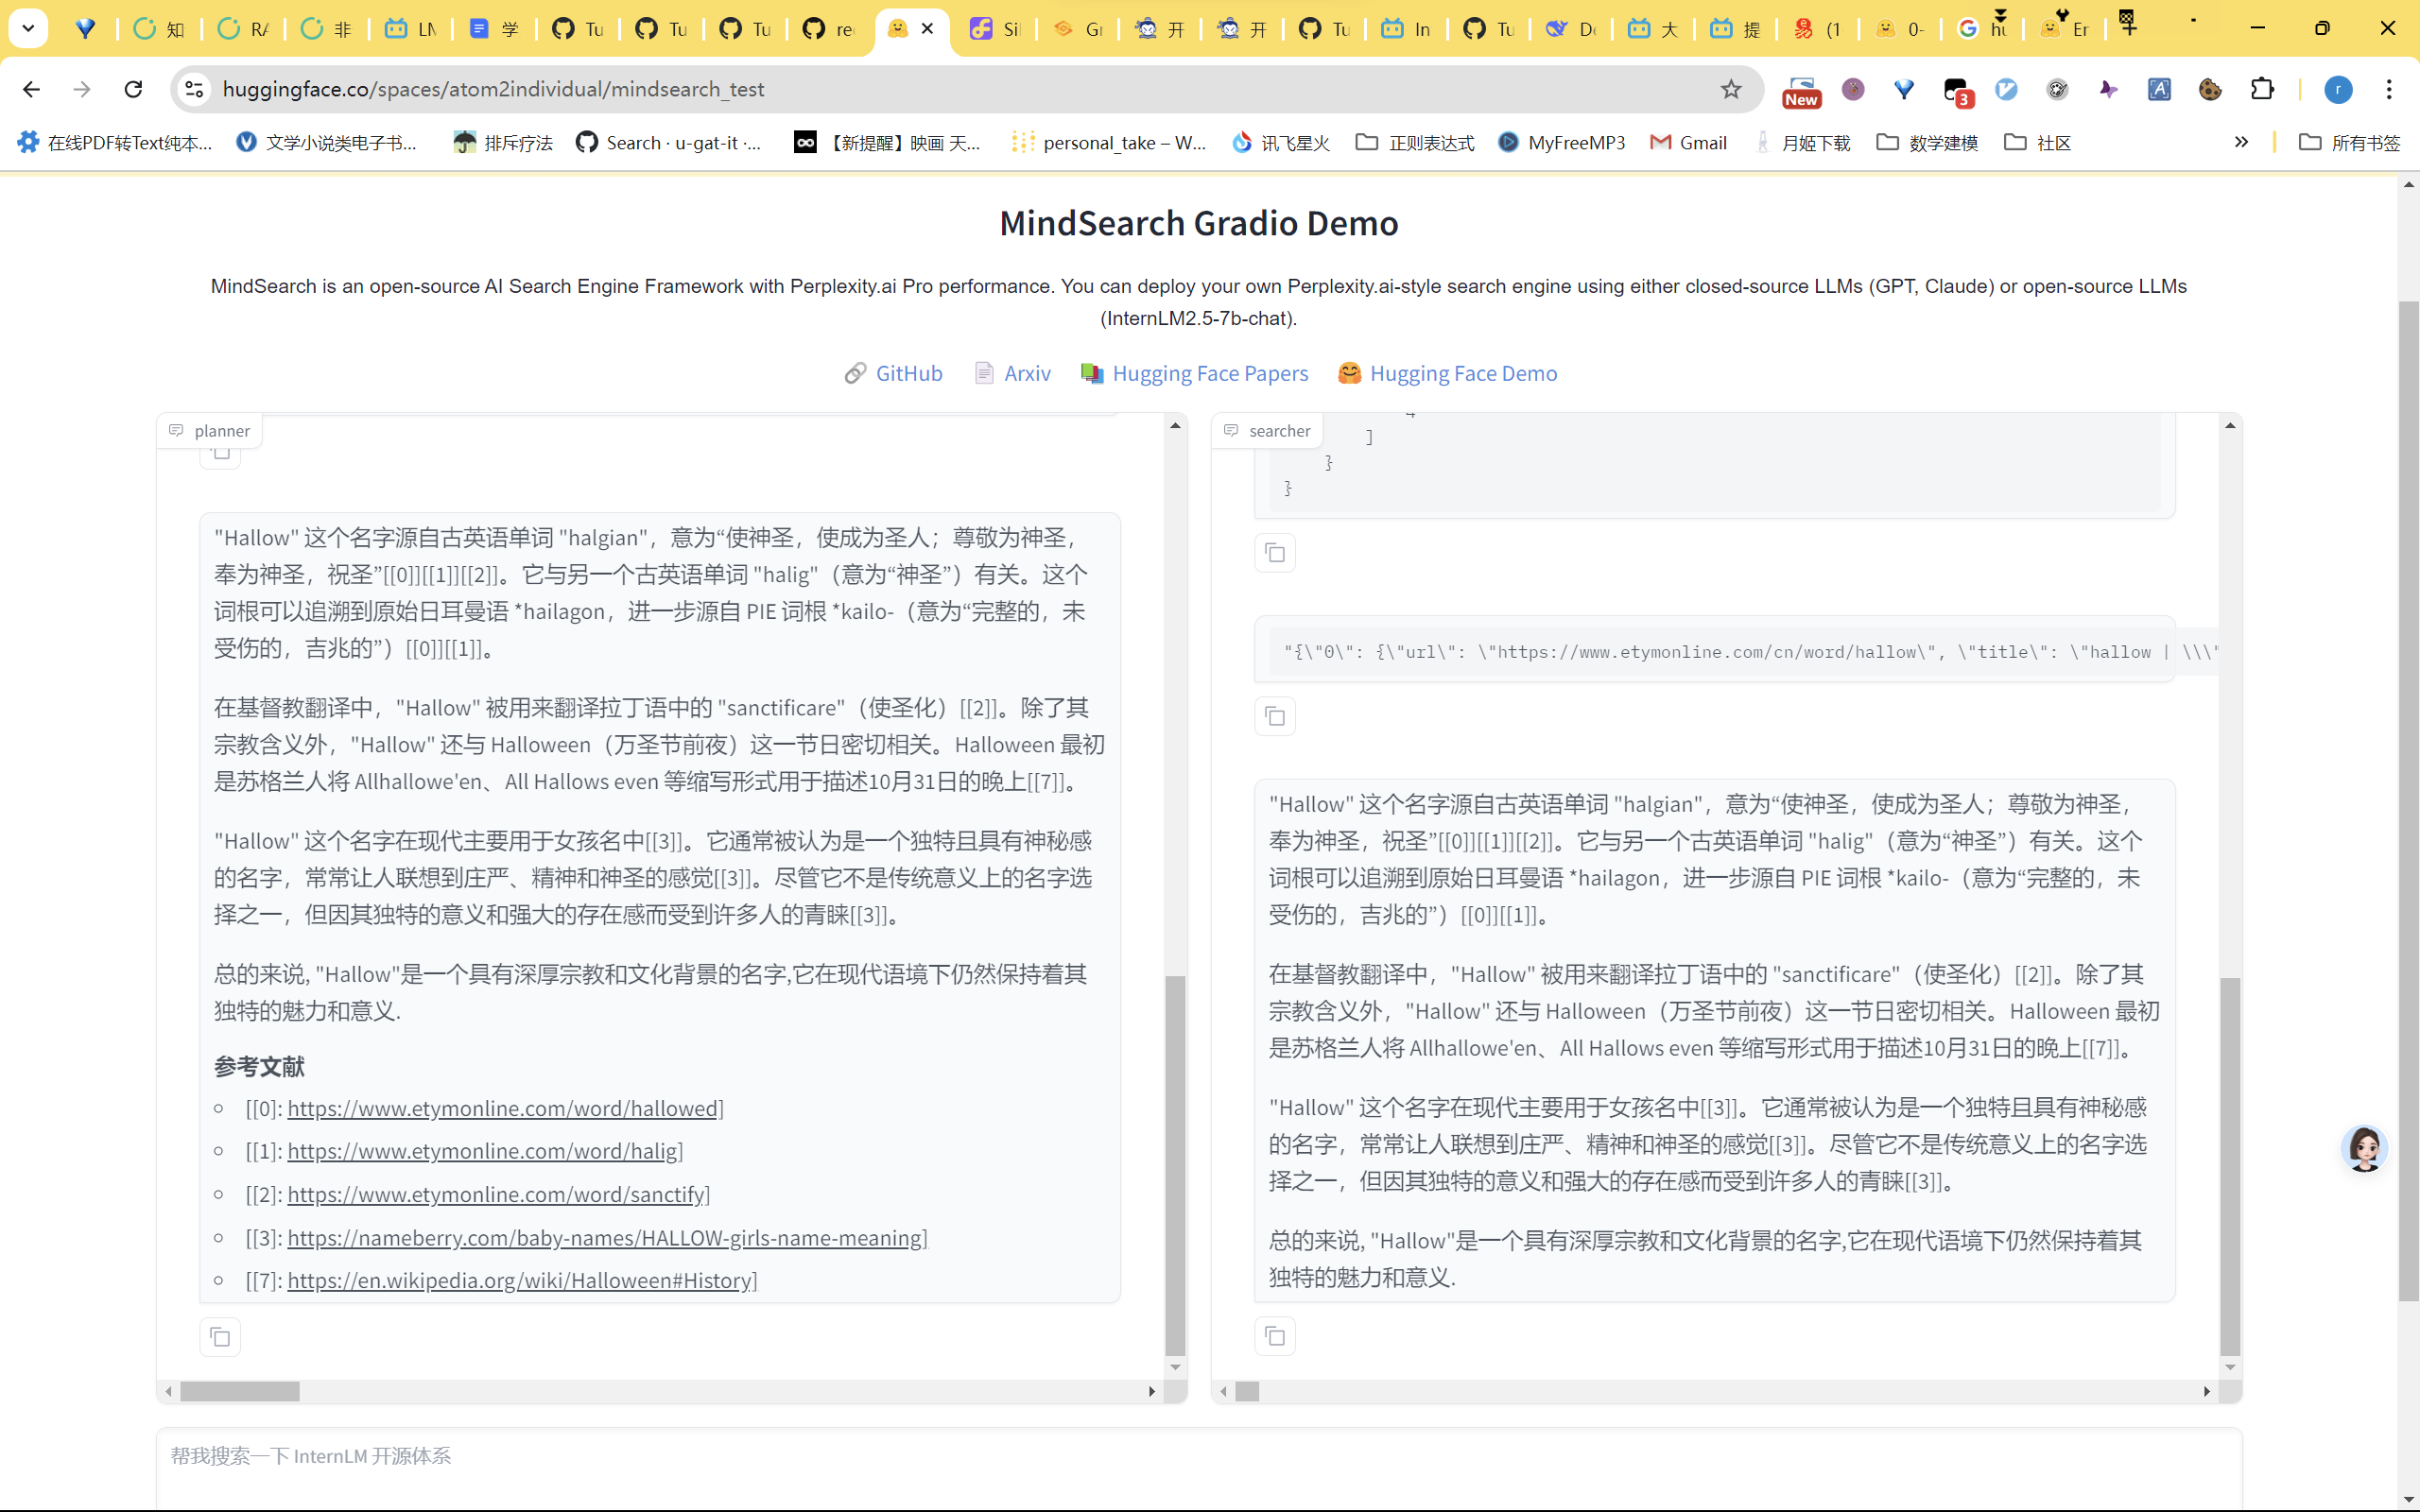 知
RA
非
LM
学
Tu
Tu
Tu
re
Sil
Gr
开
开
Tu
In
Tu
De
大
提
(1
0-
Er
huggingface.co/spaces/atom2individual/mindsearch_test
New
3
r
在线PDF转Text纯本...
文学小说类电子书...
排斥疗法
Search · u-gat-it ·...
【新提醒】映画 天...
personal_take – W...
讯飞星火
正则表达式
MyFreeMP3
Gmail
月姬下载
数学建模
社区
所有书签
MindSearch Gradio Demo
MindSearch is an open-source AI Search Engine Framework with Perplexity.ai Pro performance. You can deploy your own Perplexity.ai-style search engine using either closed-source LLMs (GPT, Claude) or open-source LLMs
(InternLM2.5-7b-chat).
GitHub
Arxiv
Hugging Face Papers
Hugging Face Demo
planner
"Hallow" 这个名字源自古英语单词 "halgian"，意为“使神圣，使成为圣人；尊敬为神圣，
奉为神圣，祝圣”[[0]][[1]][[2]]。它与另一个古英语单词 "halig"（意为“神圣”）有关。这个
词根可以追溯到原始日耳曼语 *hailagon，进一步源自 PIE 词根 *kailo-（意为“完整的，未
受伤的，吉兆的”）[[0]][[1]]。
在基督教翻译中，"Hallow" 被用来翻译拉丁语中的 "sanctificare"（使圣化）[[2]]。除了其
宗教含义外，"Hallow" 还与 Halloween（万圣节前夜）这一节日密切相关。Halloween 最初
是苏格兰人将 Allhallowe'en、All Hallows even 等缩写形式用于描述10月31日的晚上[[7]]。
"Hallow" 这个名字在现代主要用于女孩名中[[3]]。它通常被认为是一个独特且具有神秘感
的名字，常常让人联想到庄严、精神和神圣的感觉[[3]]。尽管它不是传统意义上的名字选
择之一，但因其独特的意义和强大的存在感而受到许多人的青睐[[3]]。
总的来说, "Hallow"是一个具有深厚宗教和文化背景的名字,它在现代语境下仍然保持着其
独特的魅力和意义.
参考文献
[[0]: https://www.etymonline.com/word/hallowed]
[[1]: https://www.etymonline.com/word/halig]
[[2]: https://www.etymonline.com/word/sanctify]
[[3]: https://nameberry.com/baby-names/HALLOW-girls-name-meaning]
[[7]: https://en.wikipedia.org/wiki/Halloween#History]
searcher
4
]
}
}
"{\"0\": {\"url\": \"https://www.etymonline.com/cn/word/hallow\", \"title\": \"hallow | \\\"
"Hallow" 这个名字源自古英语单词 "halgian"，意为“使神圣，使成为圣人；尊敬为神圣，
奉为神圣，祝圣”[[0]][[1]][[2]]。它与另一个古英语单词 "halig"（意为“神圣”）有关。这个
词根可以追溯到原始日耳曼语 *hailagon，进一步源自 PIE 词根 *kailo-（意为“完整的，未
受伤的，吉兆的”）[[0]][[1]]。
在基督教翻译中，"Hallow" 被用来翻译拉丁语中的 "sanctificare"（使圣化）[[2]]。除了其
宗教含义外，"Hallow" 还与 Halloween（万圣节前夜）这一节日密切相关。Halloween 最初
是苏格兰人将 Allhallowe'en、All Hallows even 等缩写形式用于描述10月31日的晚上[[7]]。
"Hallow" 这个名字在现代主要用于女孩名中[[3]]。它通常被认为是一个独特且具有神秘感
的名字，常常让人联想到庄严、精神和神圣的感觉[[3]]。尽管它不是传统意义上的名字选
择之一，但因其独特的意义和强大的存在感而受到许多人的青睐[[3]]。
总的来说, "Hallow"是一个具有深厚宗教和文化背景的名字,它在现代语境下仍然保持着其
独特的魅力和意义.
帮我搜索一下 InternLM 开源体系